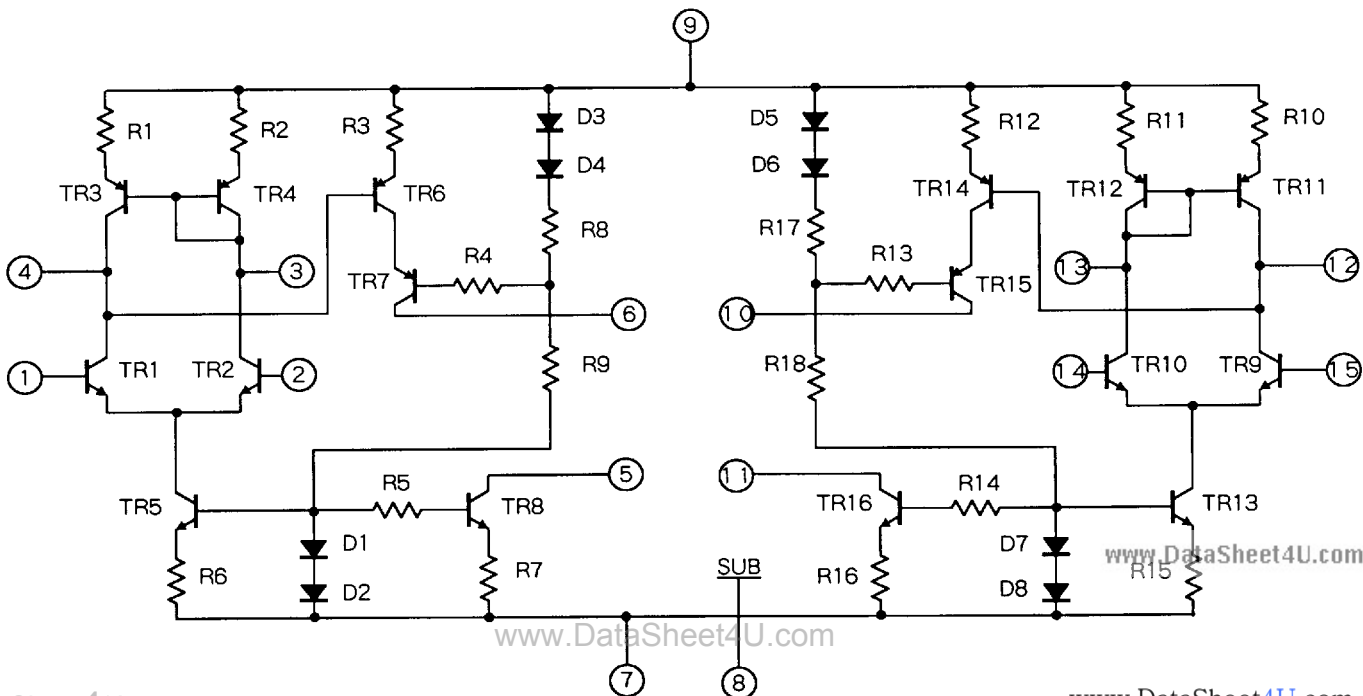 9
R1
R2
R3
D3
D5
R12
R11
R10
D4
D6
TR3
TR4
TR6
TR14
TR12
TR11
R8
R17
4
3
TR7
R4
R13
TR15
13
12
6
10
1
TR1
TR2
2
R9
R18
14
TR10
TR9
15
5
11
TR5
R5
TR8
TR16
R14
TR13
D1
D7
www.DataSheet4U.com
R6
D2
R7
SUB
R16
D8
R15
www.DataSheet4U.com
7
8
www.DataSheet4U.com